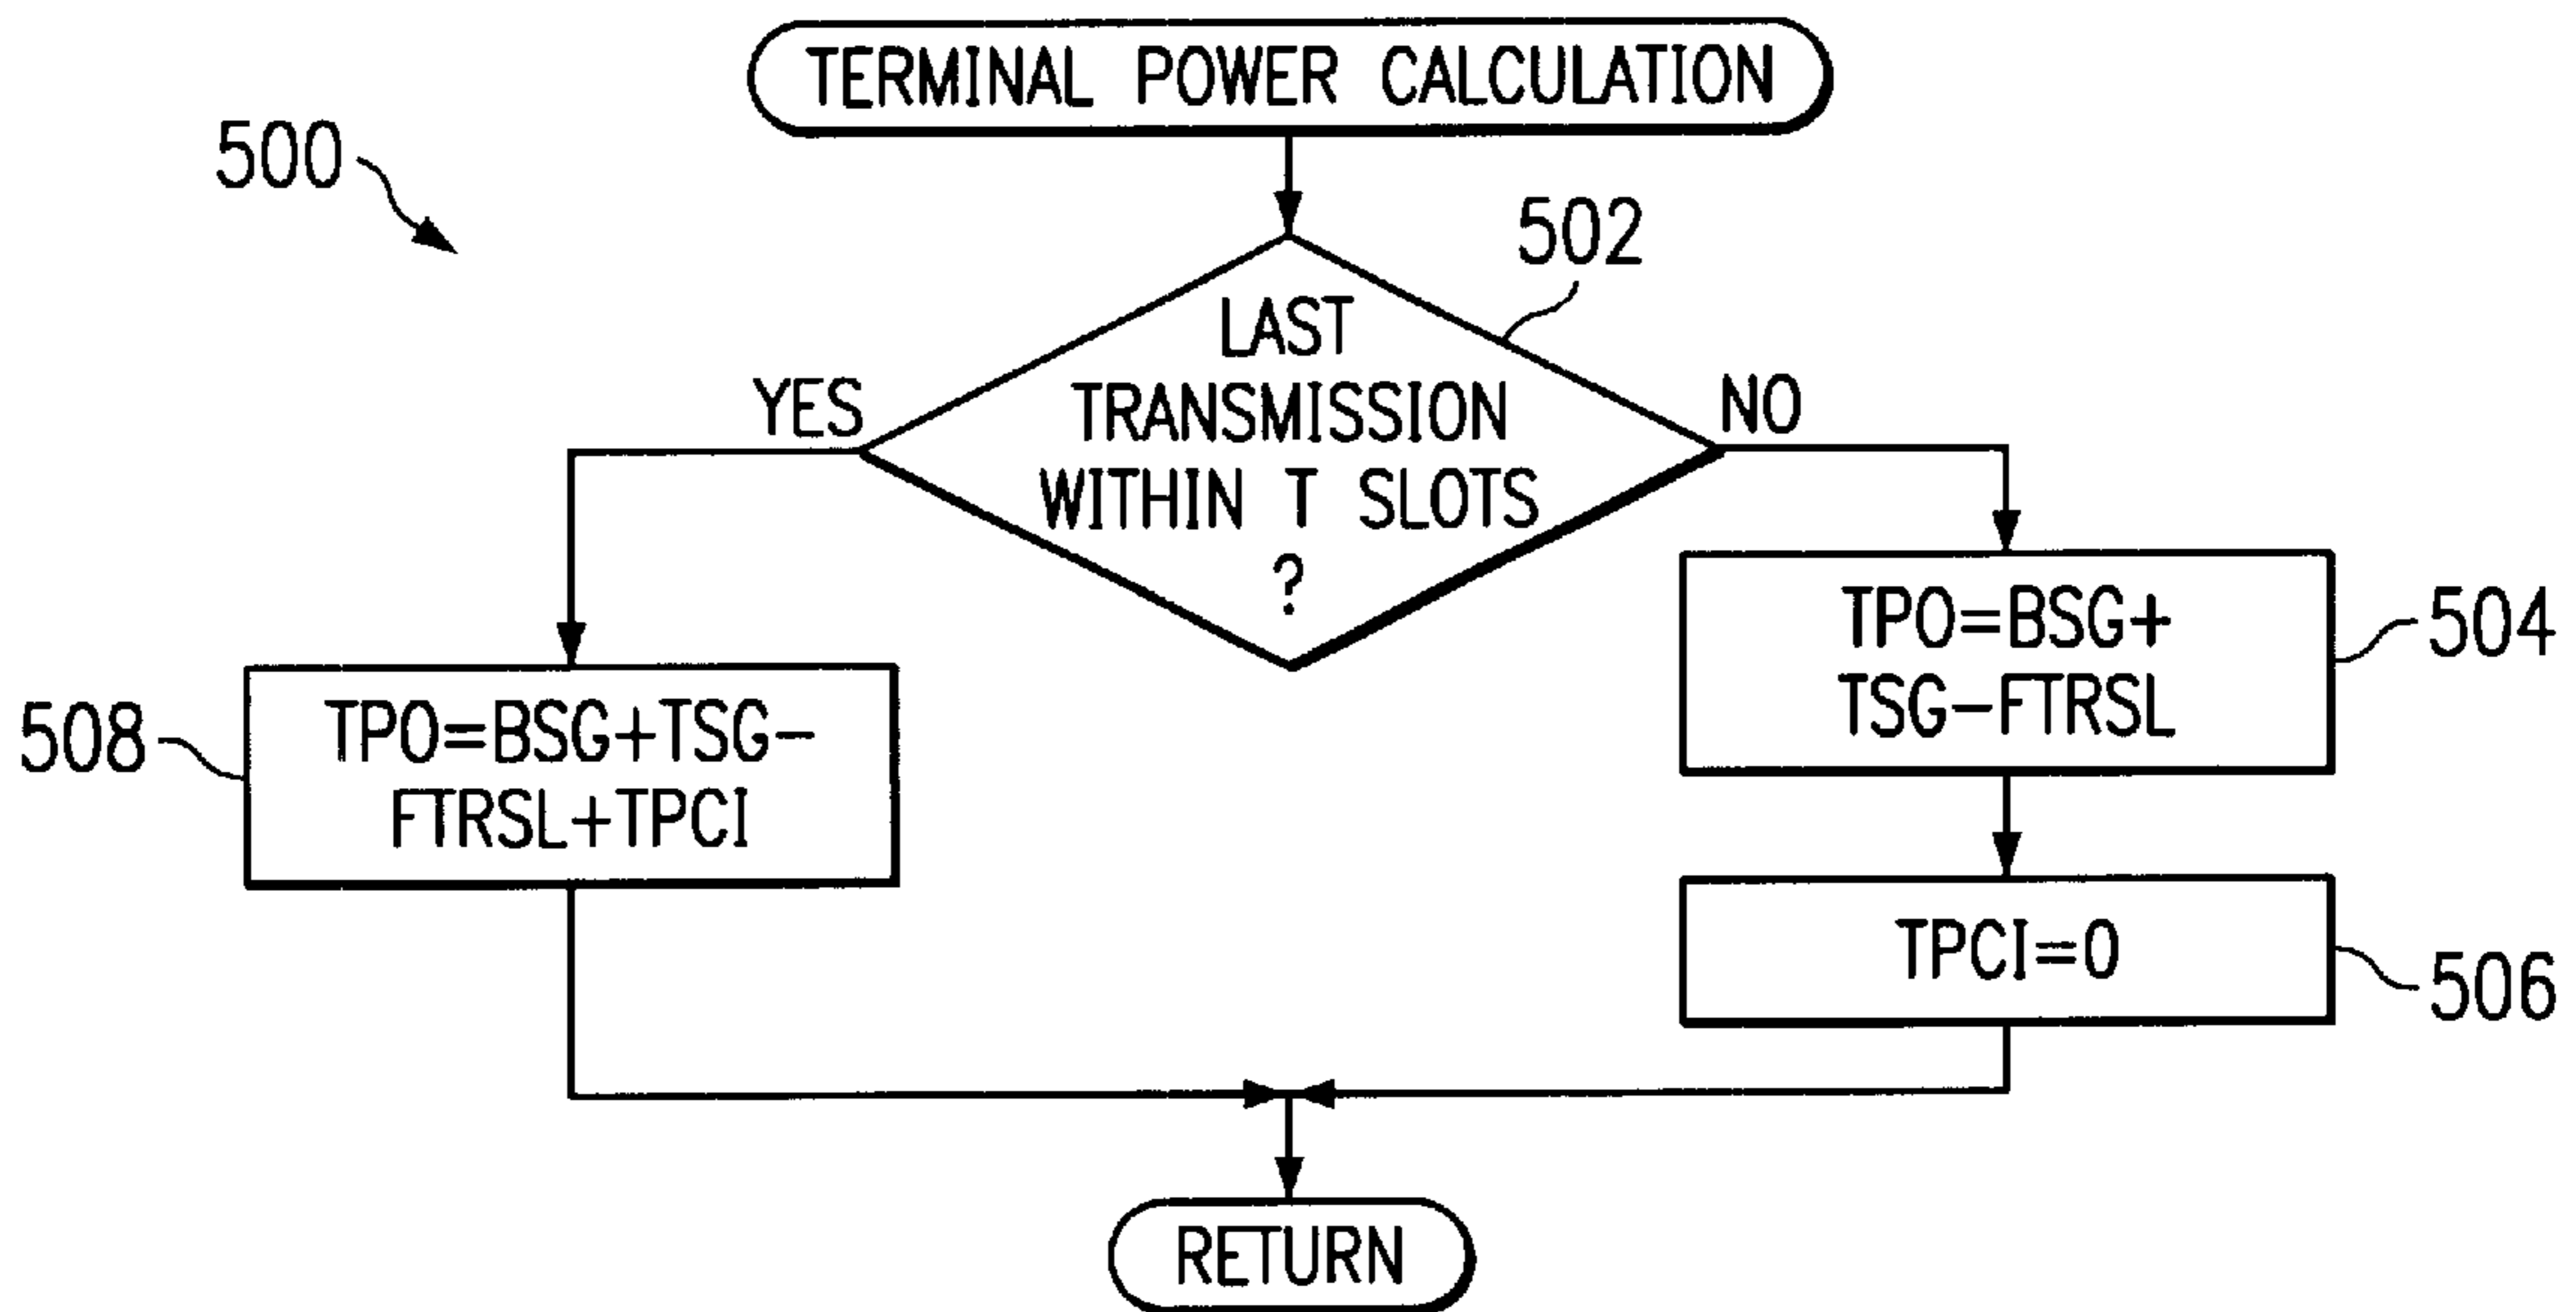 TERMINAL POWER CALCULATION
500
502
LAST
TRANSMISSION
WITHIN T SLOTS
?
YES
NO
TPO=BSG+
TSG-FTRSL
504
508
TPO=BSG+TSG-
FTRSL+TPCI
TPCI=0
506
RETURN